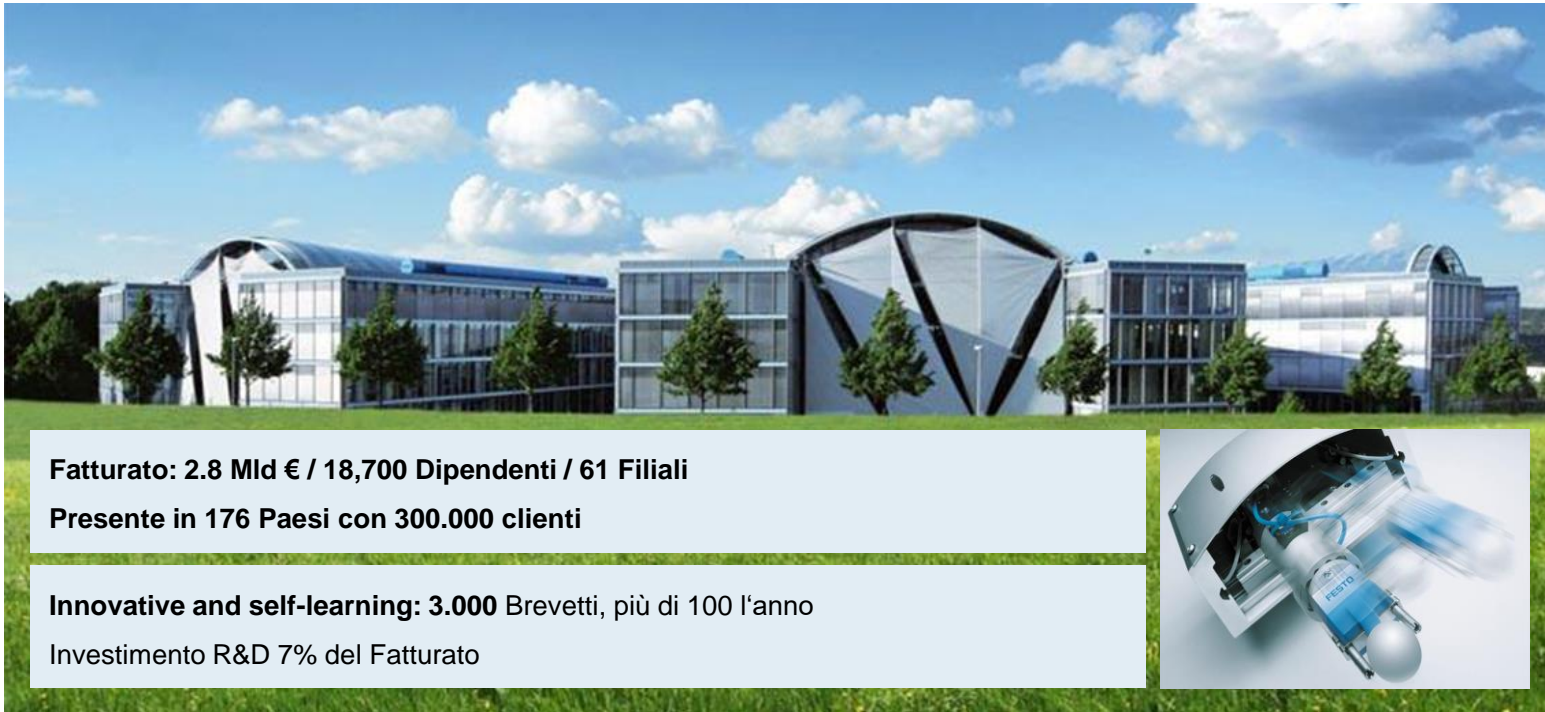 Fatturato: 2.8 Mld € / 18,700 Dipendenti / 61 Filiali
Presente in 176 Paesi con 300.000 clienti
Innovative and self-learning: 3.000 Brevetti, più di 100 l‘anno
Investimento R&D 7% del Fatturato
FESTO